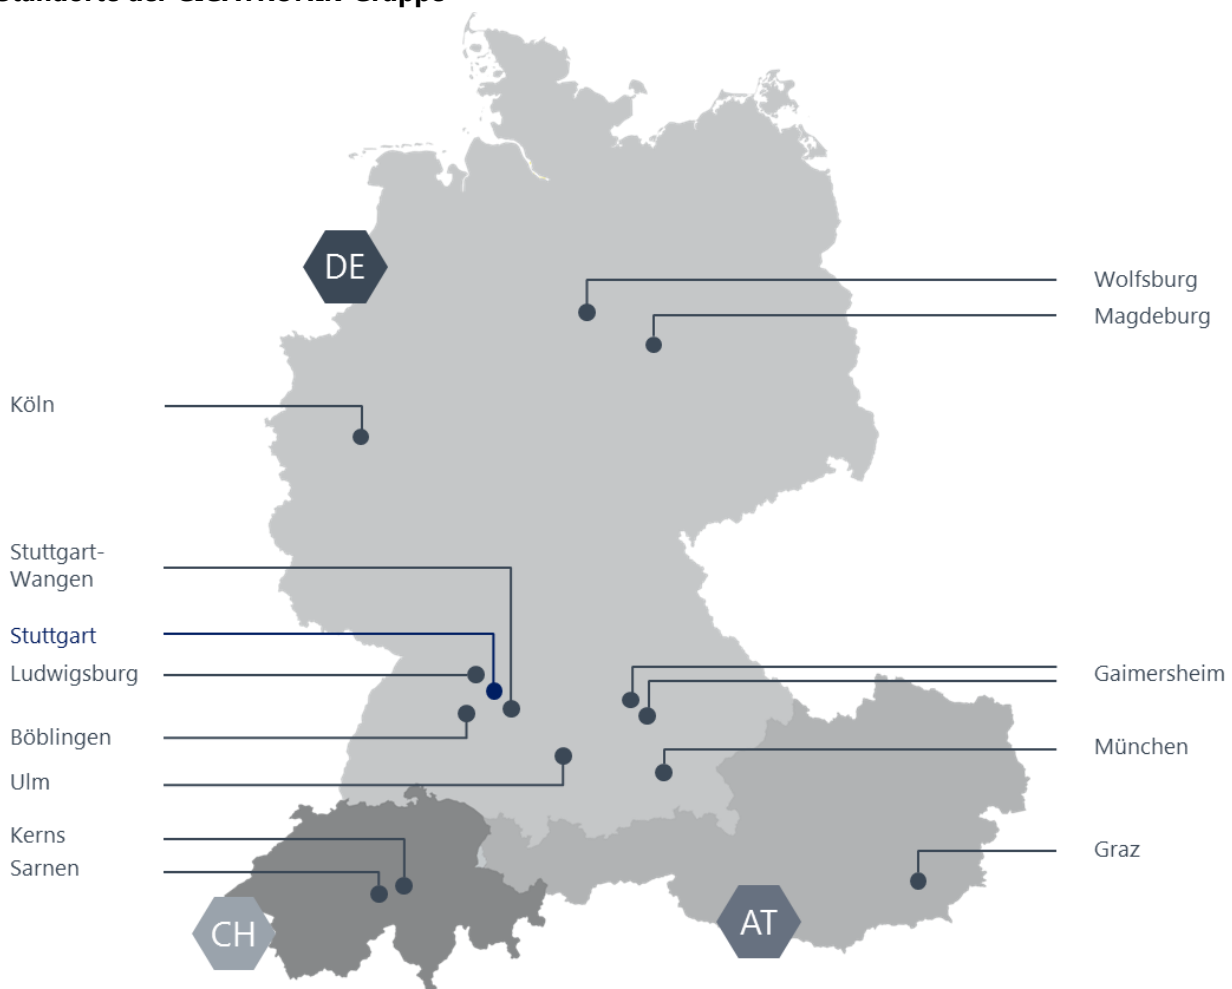 DE
Wolfsburg
Magdeburg
Köln
Stuttgart-
Wangen
Stuttgart
Ludwigsburg
Gaimersheim
Böblingen
München
Ulm
Kerns
Graz
Sarnen
CH
AT